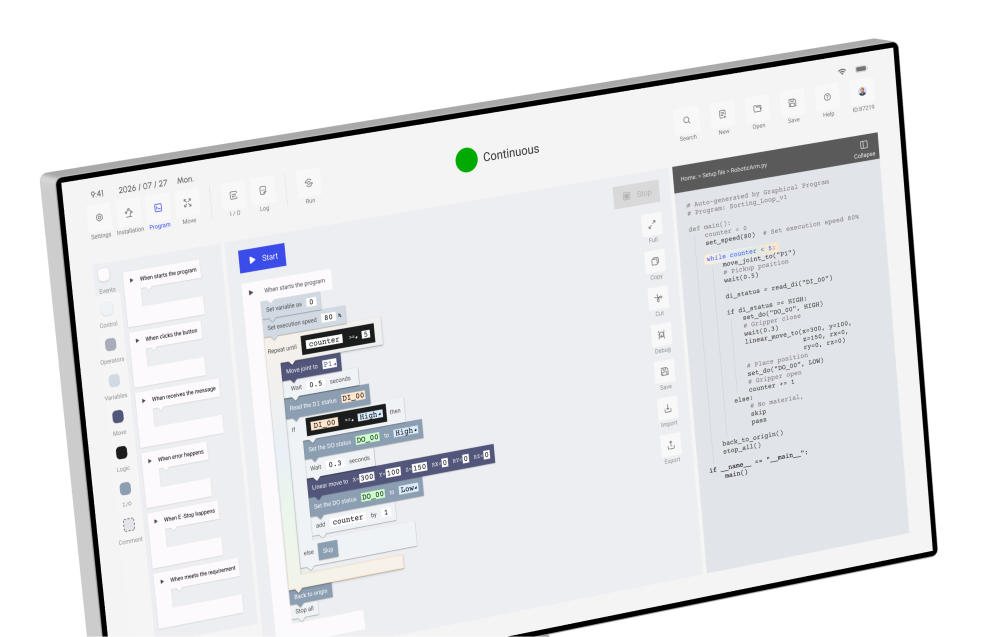 9:41 2026 / 07 / 27 Mon.
Continuous
Settings
Installation
Program
Move
I / O
Log
Run
Search
New
Open
Save
Help
ID:87219
Stop
Start
Events
Control
Operators
Variables
Move
Logic
I/O
Comment
When starts the program
When clicks the button
When receives the message
When error happens
When E-Stop happens
When meets the requirement
When starts the program
Set variable as 0
Set execution speed 80 %
Repeat until counter >=. 5
Move joint to P1
Wait 0.5 seconds
Read the DI status DI_00
If DI_00 High then
Set the DO status DO_00 to High
Wait 0.3 seconds
Linear move to X=300 Y=100 Z=150 RX=0 RY=0 RZ=0
Set the DO status DO_00 to Low
add counter by 1
else Skip
Back to origin
Stop all
Full
Copy
Cut
Debug
Save
Import
Export
Home > Setup file > RoboticArm.py
Collapse
# Auto-generated by Graphical Program
# Program: Sorting_Loop_v1
def main():
counter = 0
set_speed(80) # Set execution speed 80%
while counter < 5:
move_joint_to("P1")
# Pickup position
wait(0.5)
di_status = read_di("DI_00")
if di_status == HIGH:
set_do("DO_00", HIGH)
# Gripper close
wait(0.3)
linear_move_to(x=300, y=100,
z=150, rx=0,
ry=0, rx=0)
# Place position
set_do("DO_00", LOW)
# Gripper open
counter += 1
else:
# No material,
skip
pass
back_to_origin()
stop_all()
if __name__ == "__main__":
main()